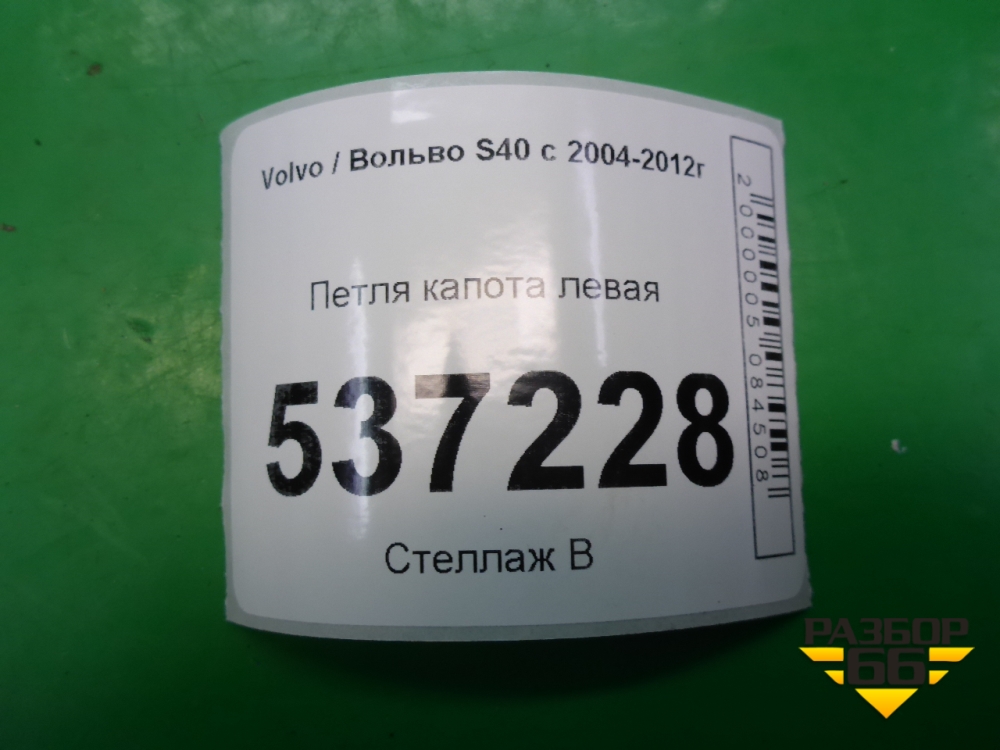 Volvo / Вольво S40 с 2004-2012г
Петля капота левая
537228
Стеллаж В
2000005084508
РАЗБОР
66